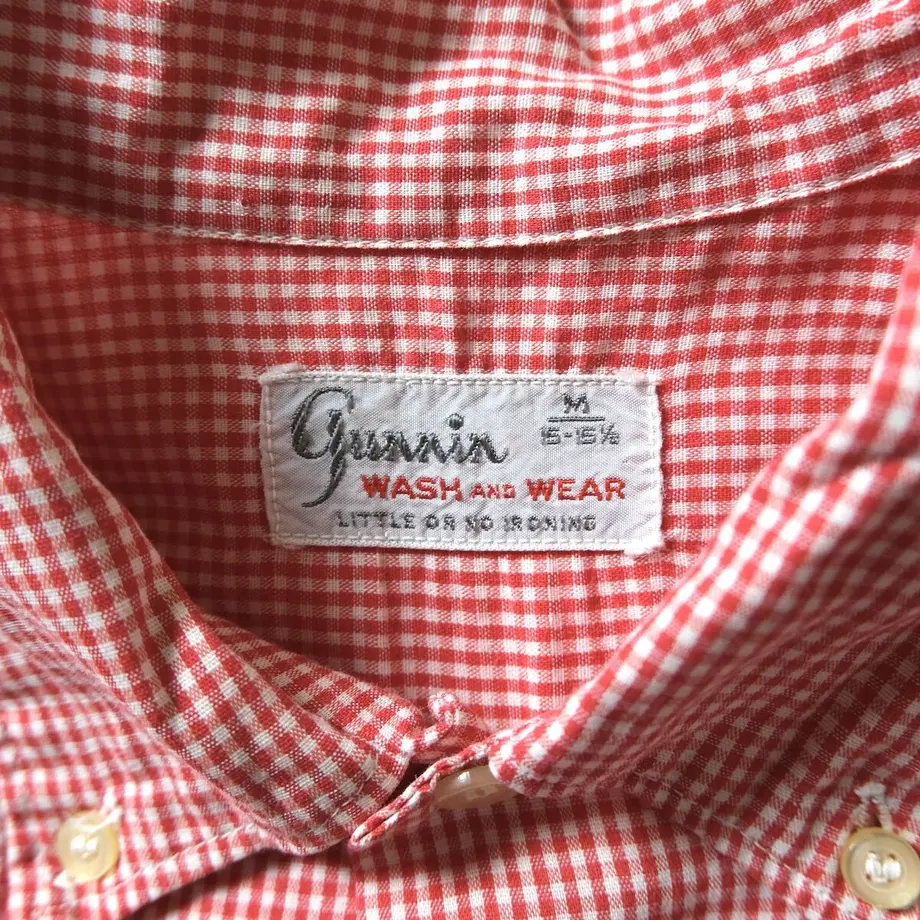 Gunnin
M
15-15½
WASH AND WEAR
LITTLE OR NO IRONING